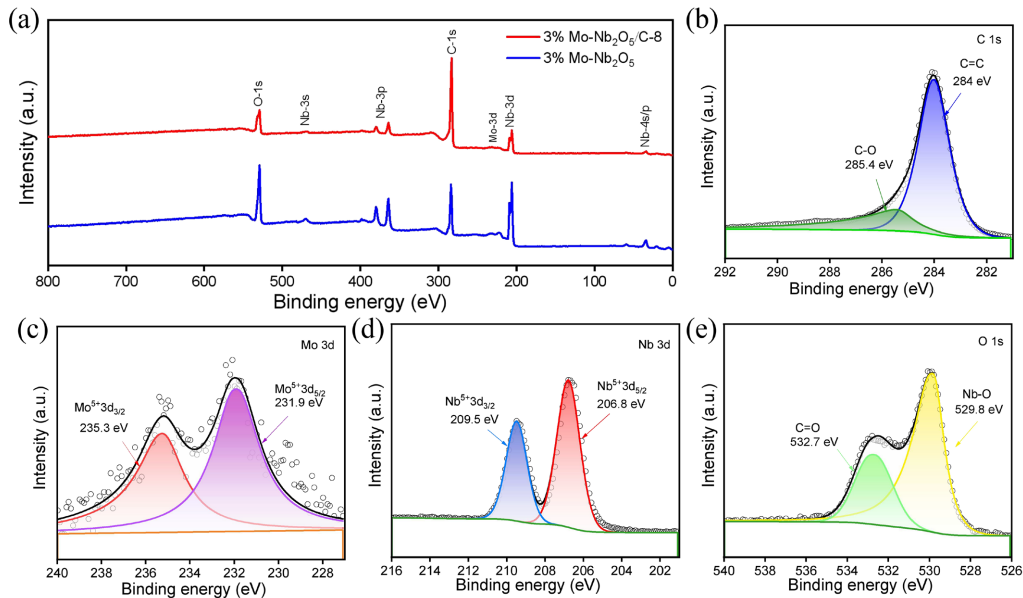 (a)
3% Mo-Nb₂O₅/C-8
3% Mo-Nb₂O₅
O-1s
Nb-3s
Nb-3p
C-1s
Mo-3d
Nb-3d
Nb-4s/p
Intensity (a.u.)
800 700 600 500 400 300 200 100 0
Binding energy (eV)
(b)
C 1s
C=C
284 eV
C-O
285.4 eV
Intensity (a.u.)
292 290 288 286 284 282
Binding energy (eV)
(c)
Mo 3d
Mo⁵⁺3d₅/₂
231.9 eV
Mo⁵⁺3d₃/₂
235.3 eV
Intensity (a.u.)
240 238 236 234 232 230 228
Binding energy (eV)
(d)
Nb 3d
Nb⁵⁺3d₃/₂
209.5 eV
Nb⁵⁺3d₅/₂
206.8 eV
Intensity (a.u.)
216 214 212 210 208 206 204 202
Binding energy (eV)
(e)
O 1s
Nb-O
529.8 eV
C=O
532.7 eV
Intensity (a.u.)
540 538 536 534 532 530 528 526
Binding energy (eV)